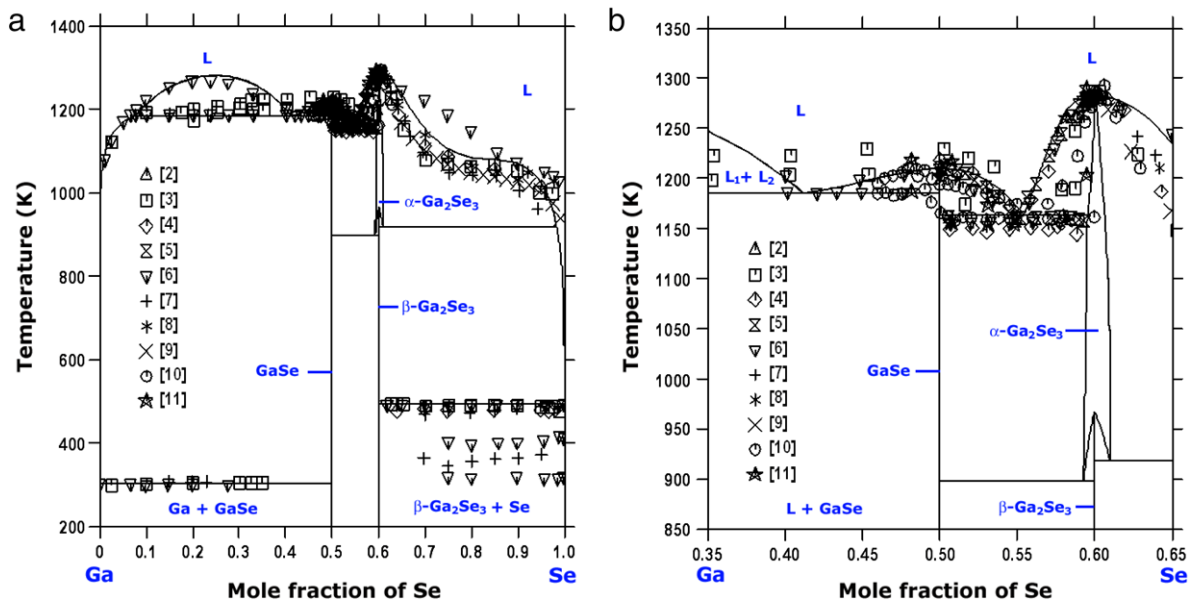 a
1400
1200
1000
800
600
400
200
Temperature (K)
L
L
[2]
[3]
[4]
[5]
[6]
[7]
[8]
[9]
[10]
[11]
α-Ga2Se3
β-Ga2Se3
GaSe
Ga + GaSe
β-Ga2Se3 + Se
0 0.1 0.2 0.3 0.4 0.5 0.6 0.7 0.8 0.9 1.0
Ga Se
Mole fraction of Se
b
1350
1300
1250
1200
1150
1100
1050
1000
950
900
850
Temperature (K)
L
L
L1+ L2
[2]
[3]
[4]
[5]
[6]
[7]
[8]
[9]
[10]
[11]
α-Ga2Se3
GaSe
L + GaSe
β-Ga2Se3
0.35 0.40 0.45 0.50 0.55 0.60 0.65
Ga Se
Mole fraction of Se